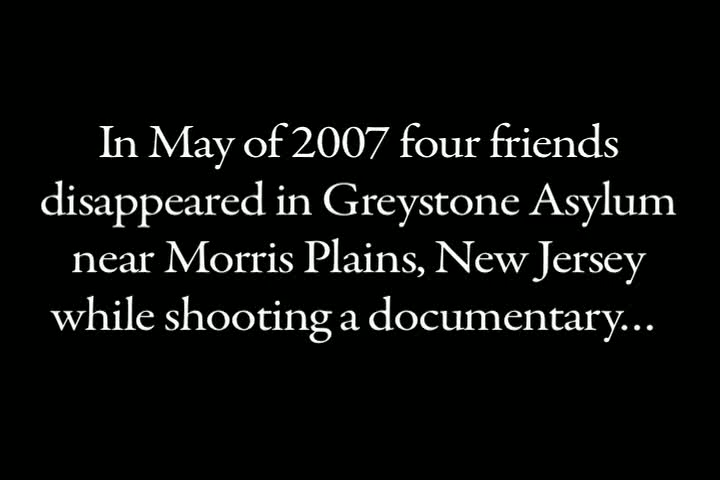 In May of 2007 four friends
disappeared in Greystone Asylum
near Morris Plains, New Jersey
while shooting a documentary...